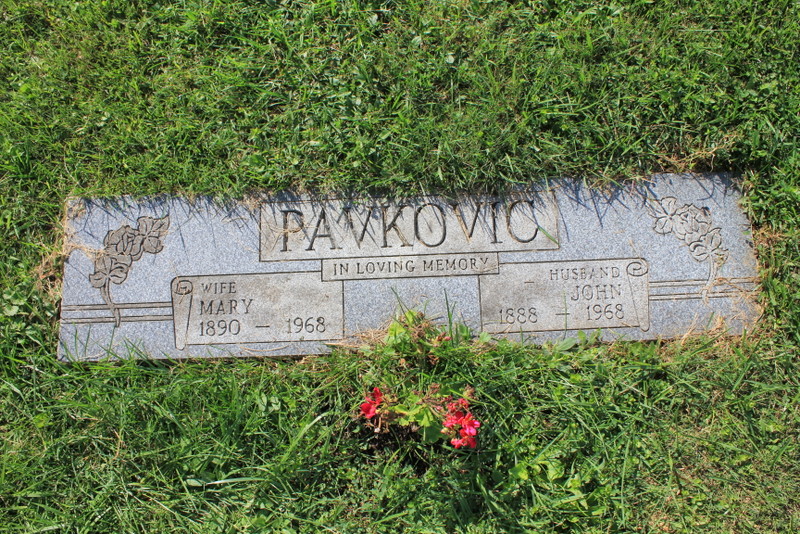 PAVKOVIC
IN LOVING MEMORY
WIFE
MARY
1890 — 1968
HUSBAND
JOHN
1888 — 1968